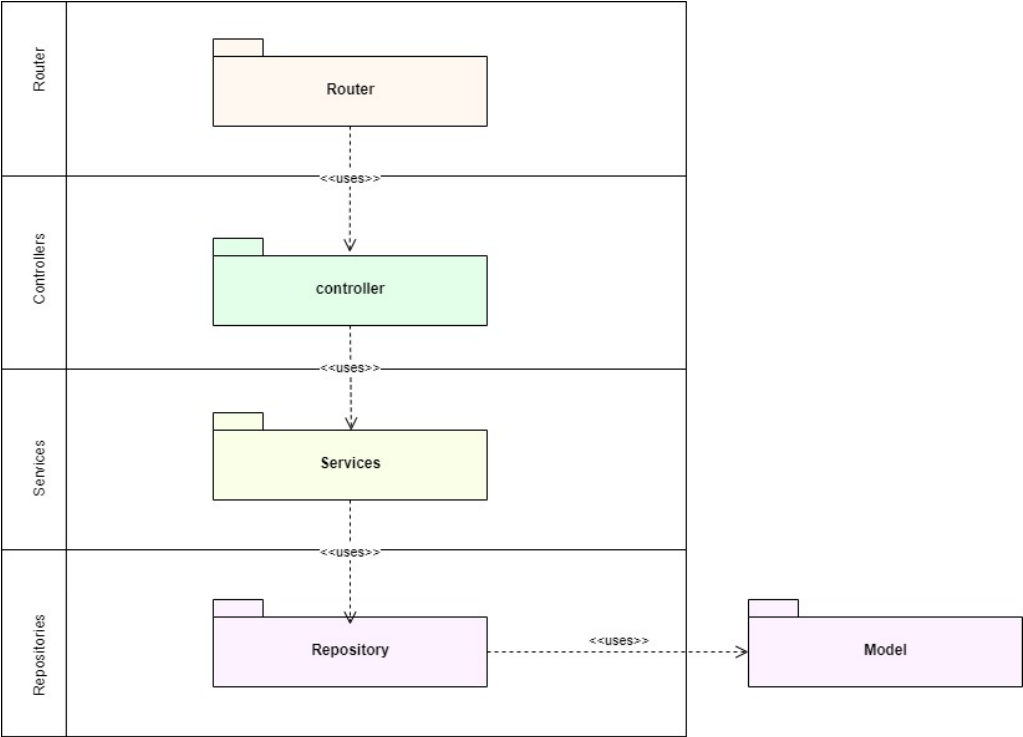 Router
Router
<<uses>>
Controllers
controller
<<uses>>
Services
Services
<<uses>>
Repositories
Repository
<<uses>>
Model